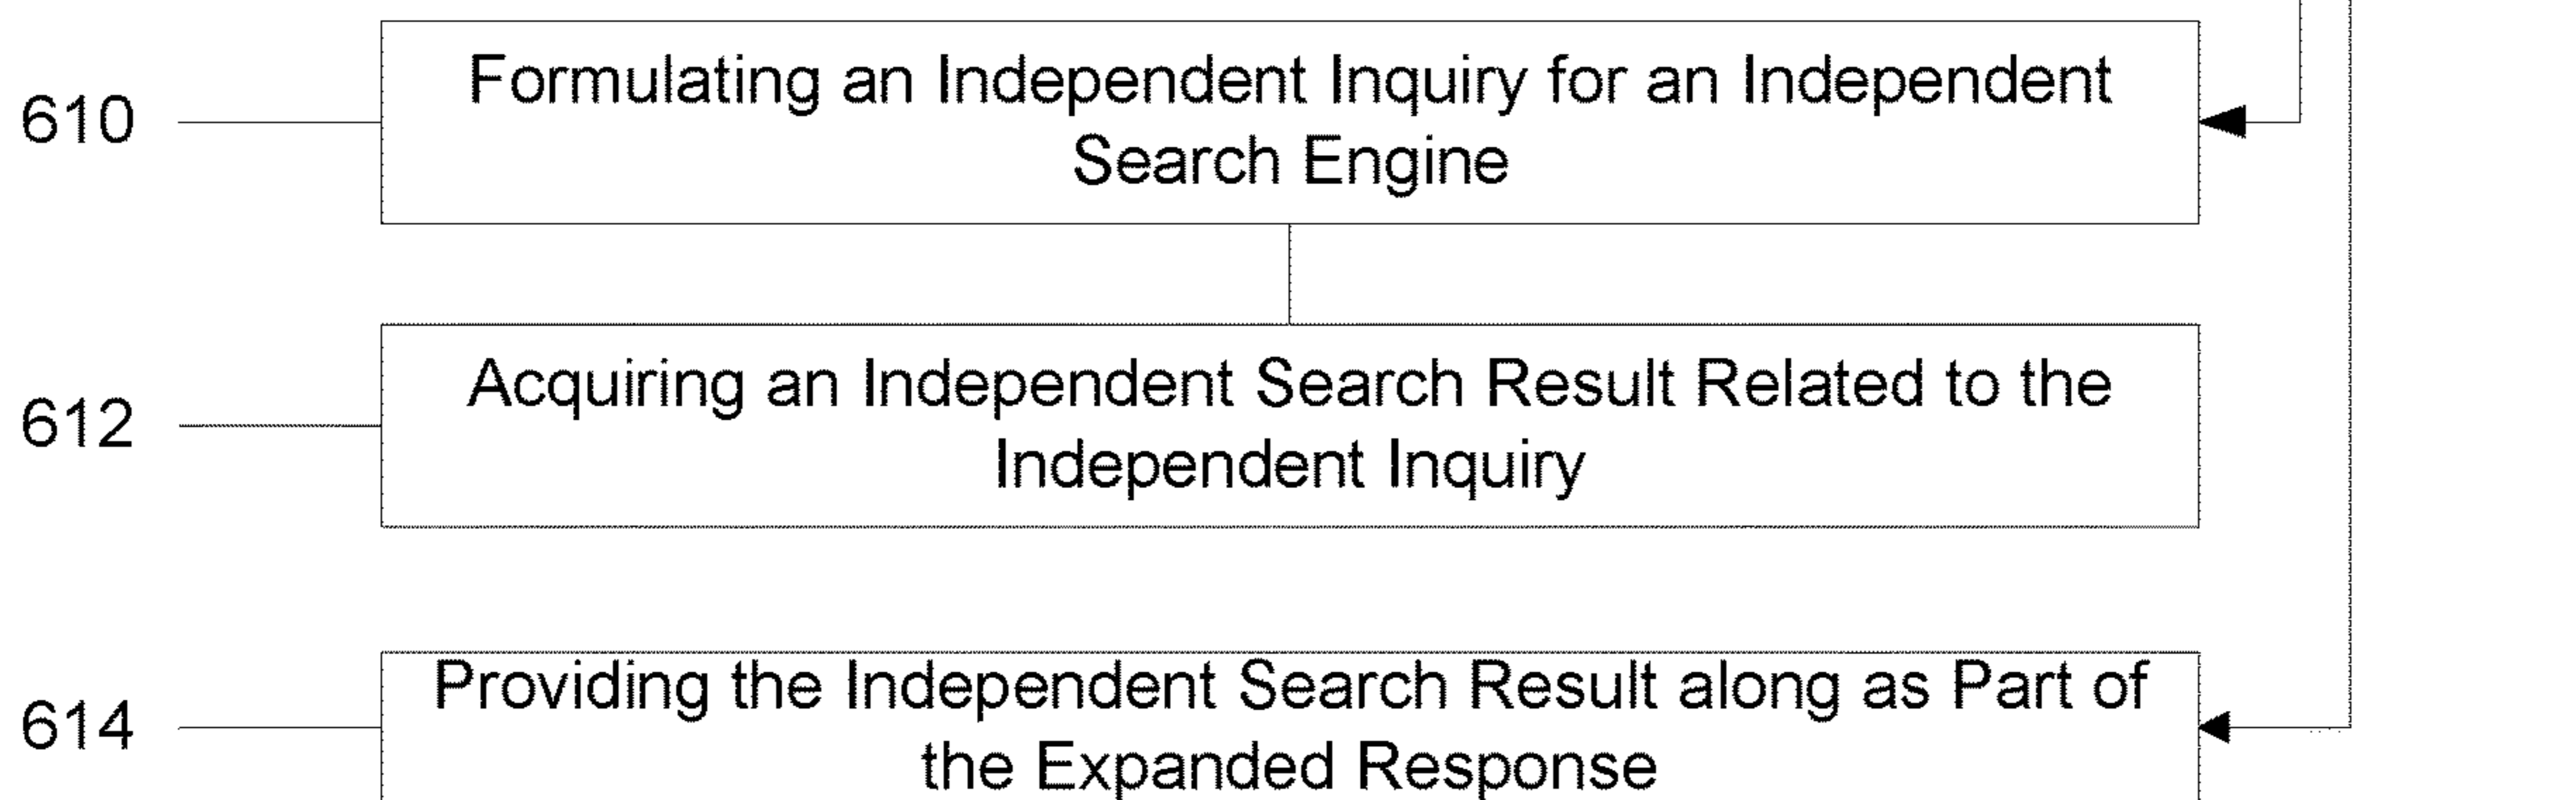 610
Formulating an Independent Inquiry for an Independent
Search Engine
612
Acquiring an Independent Search Result Related to the
Independent Inquiry
614
Providing the Independent Search Result along as Part of
the Expanded Response